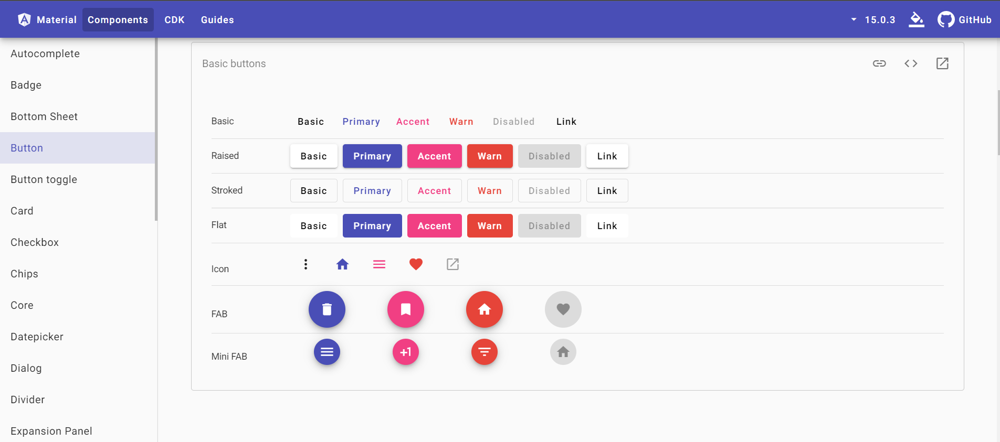 Material Components CDK Guides 15.0.3 GitHub
Autocomplete
Badge
Bottom Sheet
Button
Button toggle
Card
Checkbox
Chips
Core
Datepicker
Dialog
Divider
Expansion Panel
Basic buttons
Basic Basic Primary Accent Warn Disabled Link
Raised Basic Primary Accent Warn Disabled Link
Stroked Basic Primary Accent Warn Disabled Link
Flat Basic Primary Accent Warn Disabled Link
Icon
FAB
Mini FAB +1